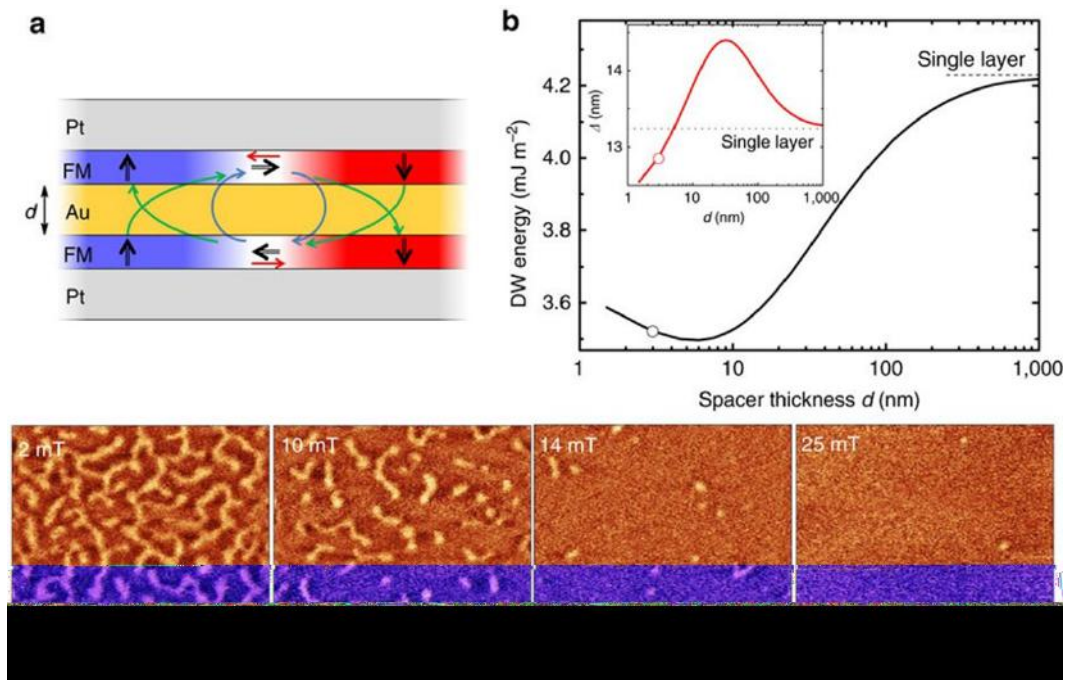 a
Pt
FM
d
Au
FM
Pt
b
DW energy (mJ m⁻²)
4.2
4.0
3.8
3.6
1
10
100
1,000
Spacer thickness d (nm)
Single layer
Δ (nm)
14
13
Single layer
1
10
100
1,000
d (nm)
2 mT
10 mT
14 mT
25 mT